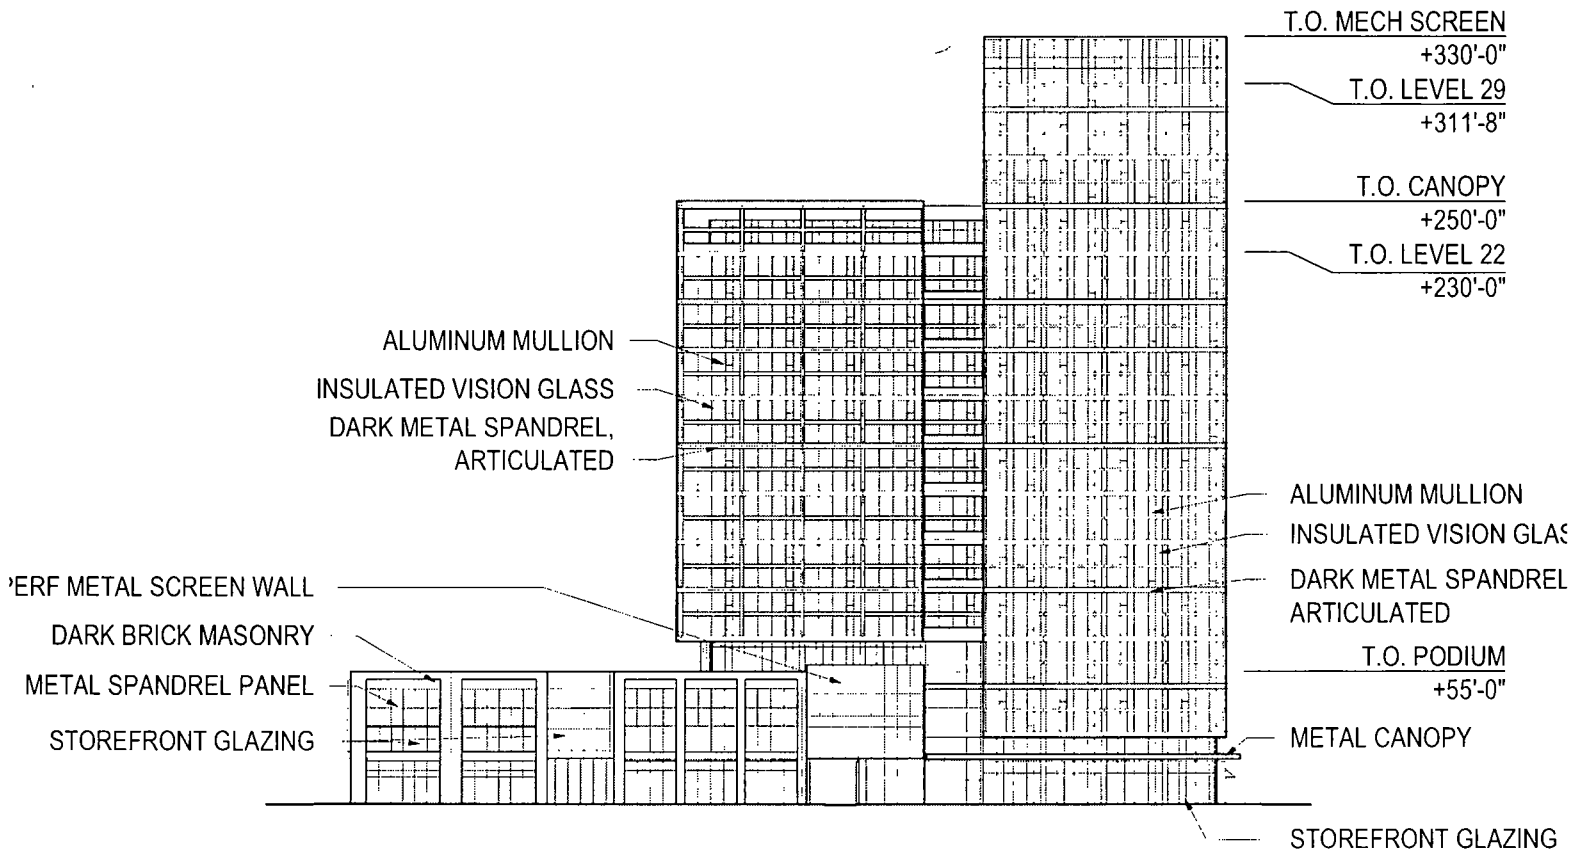 T.O. MECH SCREEN
+330'-0"
T.O. LEVEL 29
+311'-8"
T.O. CANOPY
+250'-0"
T.O. LEVEL 22
+230'-0"
ALUMINUM MULLION
INSULATED VISION GLASS
DARK METAL SPANDREL,
ARTICULATED
ALUMINUM MULLION
INSULATED VISION GLAS
DARK METAL SPANDREL
ARTICULATED
PERF METAL SCREEN WALL
DARK BRICK MASONRY
METAL SPANDREL PANEL
STOREFRONT GLAZING
T.O. PODIUM
+55'-0"
METAL CANOPY
STOREFRONT GLAZING